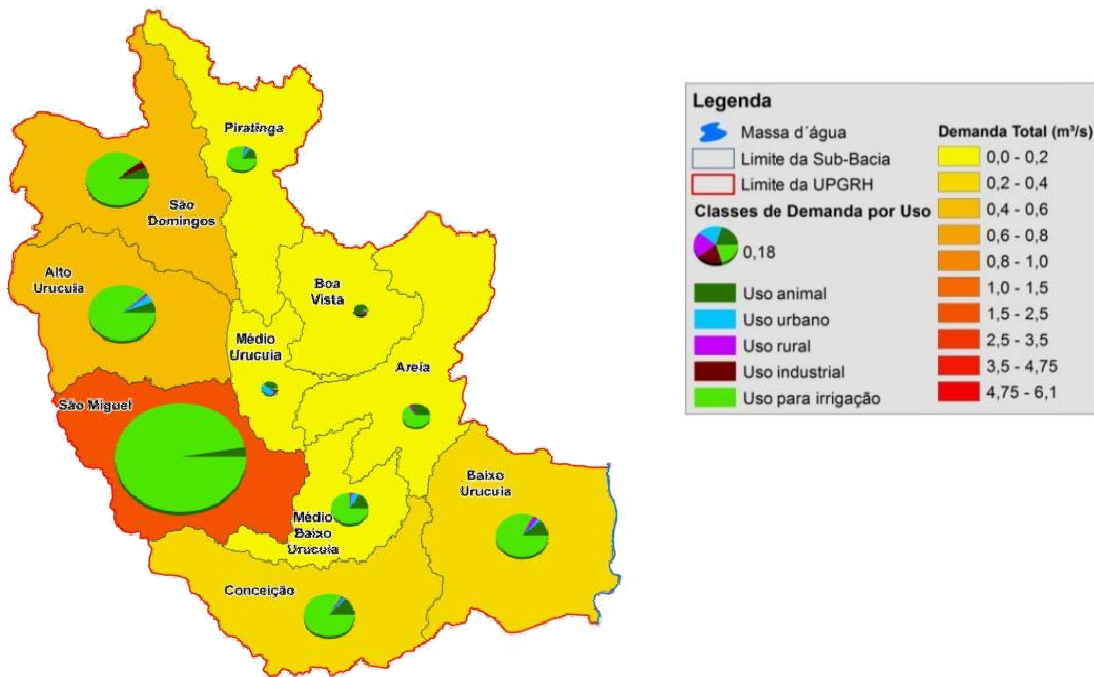 Piratinga
São
Domingos
Alto
Urucuia
Boa
Vista
Médio
Urucuia
Areia
São Miguel
Baixo
Urucuia
Médio
Baixo
Urucuia
Conceição
Legenda
Massa d´água
Limite da Sub-Bacia
Limite da UPGRH
Classes de Demanda por Uso
0,18
Uso animal
Uso urbano
Uso rural
Uso industrial
Uso para irrigação
Demanda Total (m³/s)
0,0 - 0,2
0,2 - 0,4
0,4 - 0,6
0,6 - 0,8
0,8 - 1,0
1,0 - 1,5
1,5 - 2,5
2,5 - 3,5
3,5 - 4,75
4,75 - 6,1